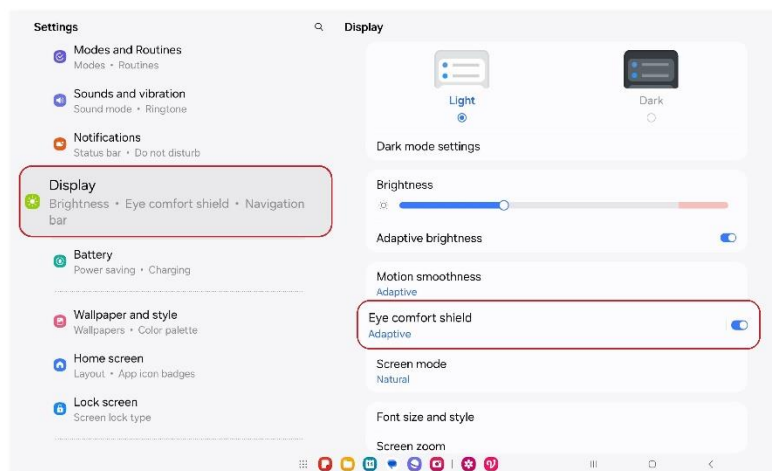 Settings
Modes and Routines
Modes • Routines
Sounds and vibration
Sound mode • Ringtone
Notifications
Status bar • Do not disturb
Display
Brightness • Eye comfort shield • Navigation
bar
Battery
Power saving • Charging
Wallpaper and style
Wallpapers • Color palette
Home screen
Layout • App icon badges
Lock screen
Screen lock type
Display
Light
Dark
Dark mode settings
Brightness
Adaptive brightness
Motion smoothness
Adaptive
Eye comfort shield
Adaptive
Screen mode
Natural
Font size and style
Screen zoom